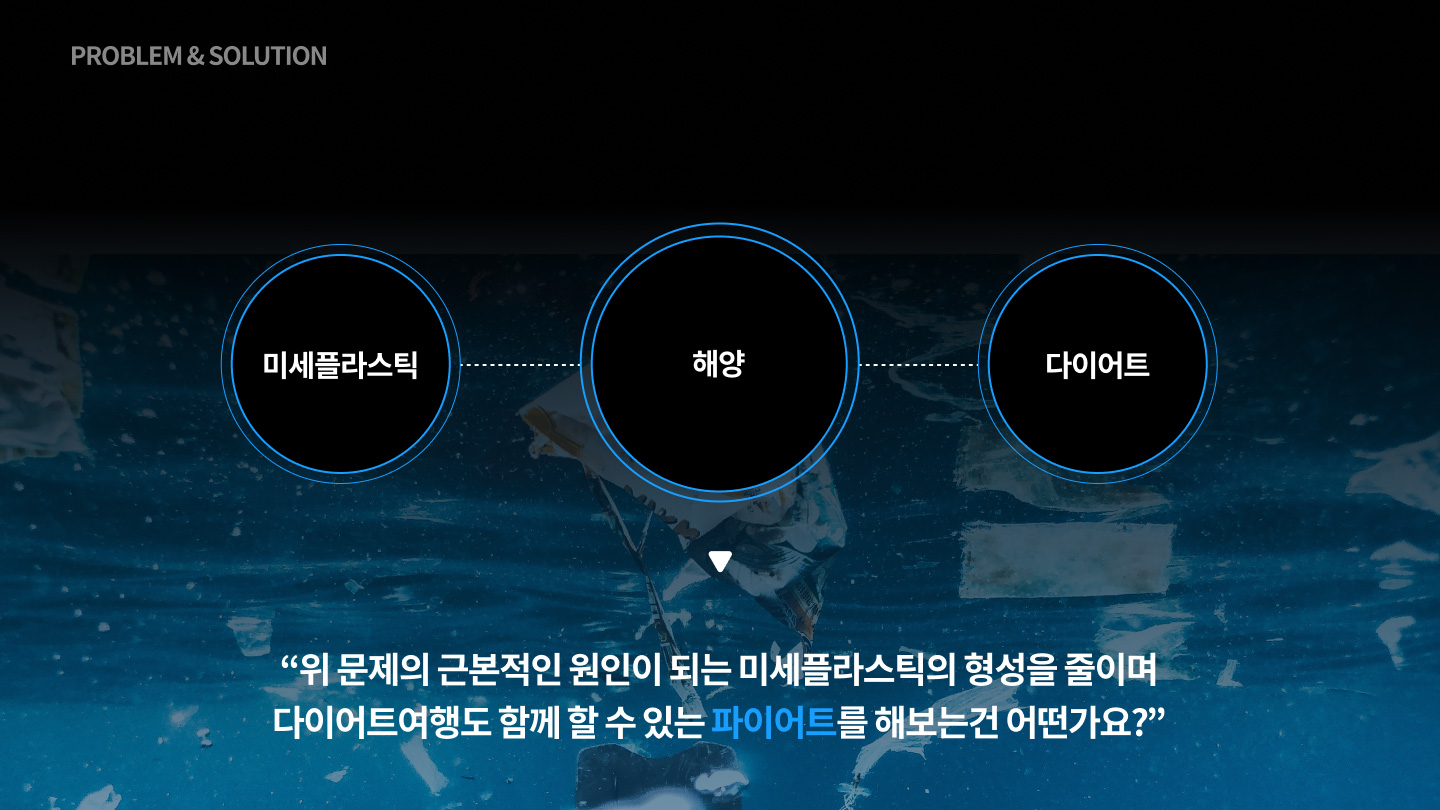 PROBLEM & SOLUTION
미세플라스틱
해양
다이어트
“위 문제의 근본적인 원인이 되는 미세플라스틱의 형성을 줄이며
다이어트여행도 함께 할 수 있는 파이어트를 해보는건 어떤가요?”